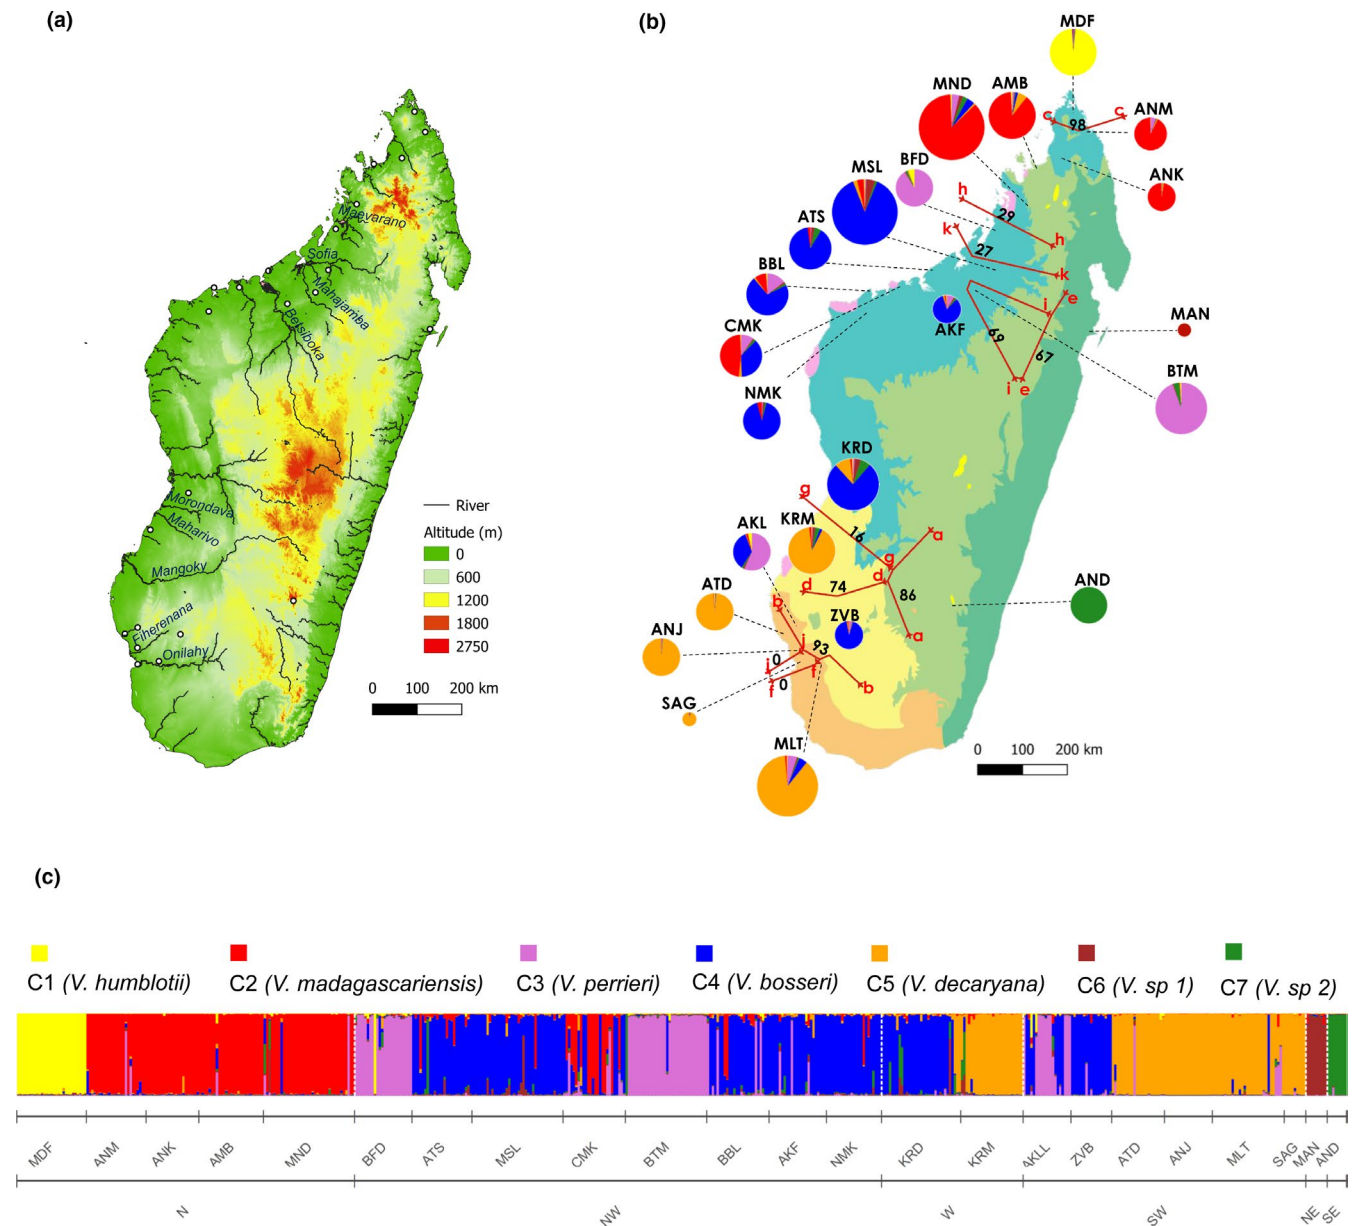 (a)
Maevarano
Sofia
Mahajamba
Betsiboka
Morondava
Maharivo
Mangoky
Fiherenana
Onilahy
River
Altitude (m)
0
600
1200
1800
2750
0 100 200 km
(b)
MDF
MND AMB
c c ANM
98
MSL BFD ANK
h
29
ATS k h
27
BBL k
i e
AKF MAN
CMK 69 67
BTM
NMK i e
KRD
g
AKL KRM 16 a
g
d
d 74
ATD 86 AND
b
ZVB
ANJ a
j 93
0
j f b
f 0
SAG
MLT
0 100 200 km
(c)
C1 (V. humblotii) C2 (V. madagascariensis) C3 (V. perrieri) C4 (V. bosseri) C5 (V. decaryana) C6 (V. sp 1) C7 (V. sp 2)
MDF ANM ANK AMB MND BFD ATS MSL CMK BTM BBL AKF NMK KRD KRM AKLL ZVB ATD ANJ MLT SAG MAN AND
N NW W SW NE SE